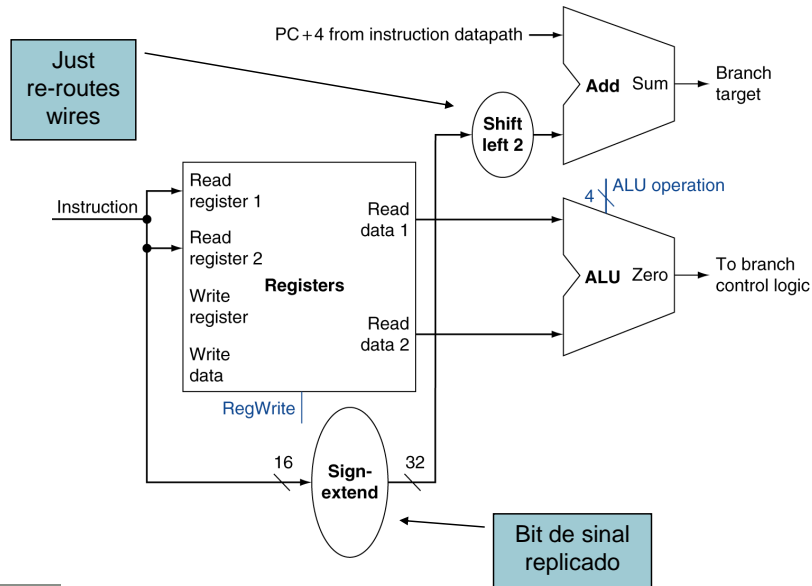 PC+4 from instruction datapath
Just
re-routes
wires
Add Sum
Branch
target
Shift
left 2
4
ALU operation
Instruction
Read
register 1
Read
data 1
Read
register 2
Registers
ALU Zero
To branch
control logic
Write
register
Read
data 2
Write
data
RegWrite
16
Sign-
extend
32
Bit de sinal
replicado